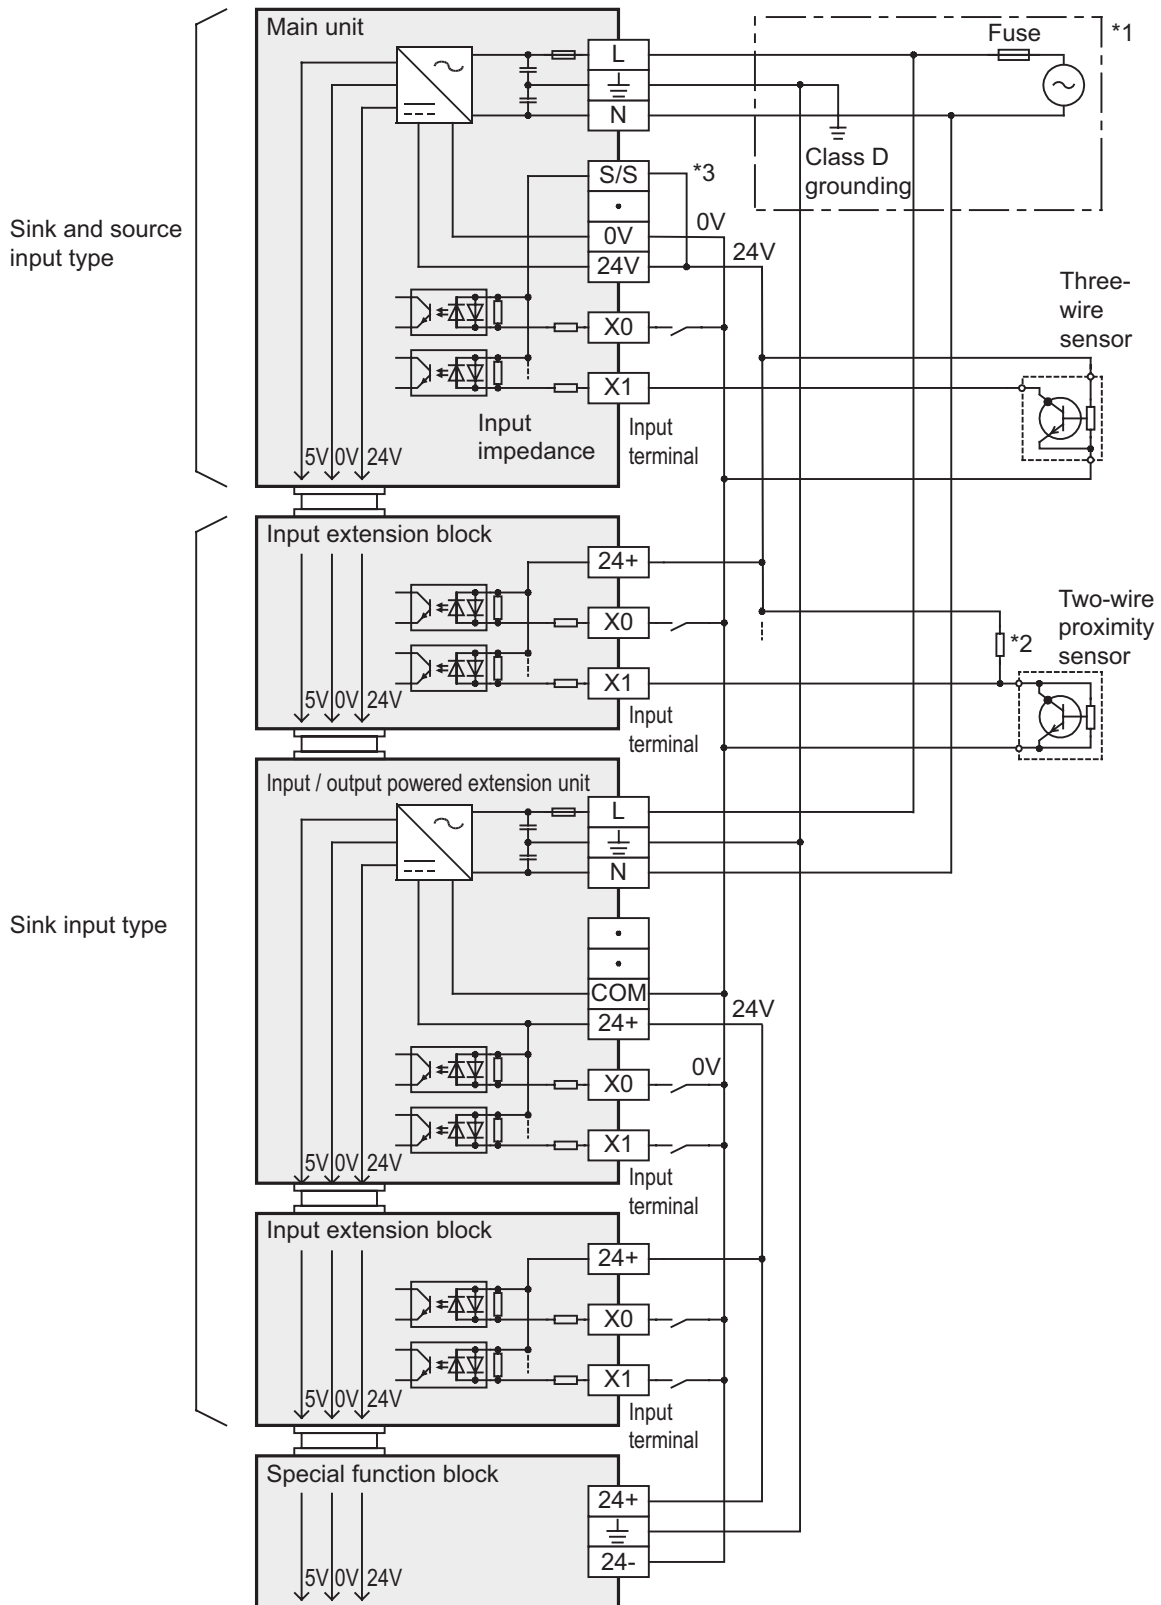 Main unit
L
N
Fuse
*1
Class D
grounding
S/S
*3
0V
0V
24V
24V
Sink and source
input type
X0
X1
Three-
wire
sensor
Input
impedance
Input
terminal
5V 0V 24V
Input extension block
24+
X0
X1
*2
Two-wire
proximity
sensor
Input
terminal
5V 0V 24V
Input / output powered extension unit
L
N
Sink input type
COM
24+
24V
0V
X0
X1
Input
terminal
5V 0V 24V
Input extension block
24+
X0
X1
Input
terminal
5V 0V 24V
Special function block
24+
24-
5V 0V 24V